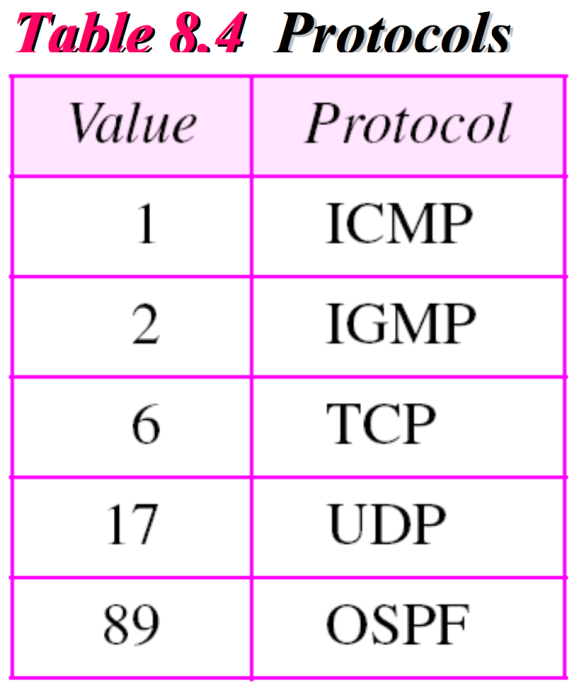 Table 8.4 Protocols
Value Protocol
1 ICMP
2 IGMP
6 TCP
17 UDP
89 OSPF